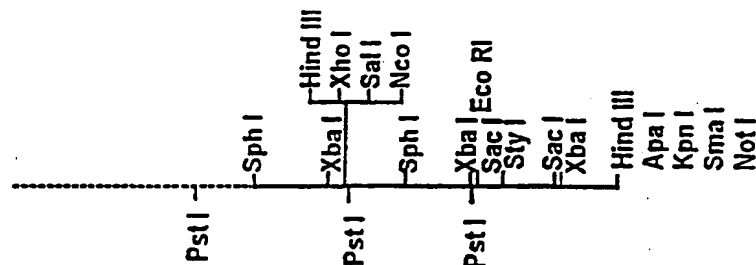 Hind III
Xho I
Sal I
Nco I
Sph I
Xba I
Sph I
Xba I
Eco RI
Sac I
Sty I
Sac I
Xba I
Hind III
Apa I
Kpn I
Sma I
Not I
Pst I
Pst I
Pst I